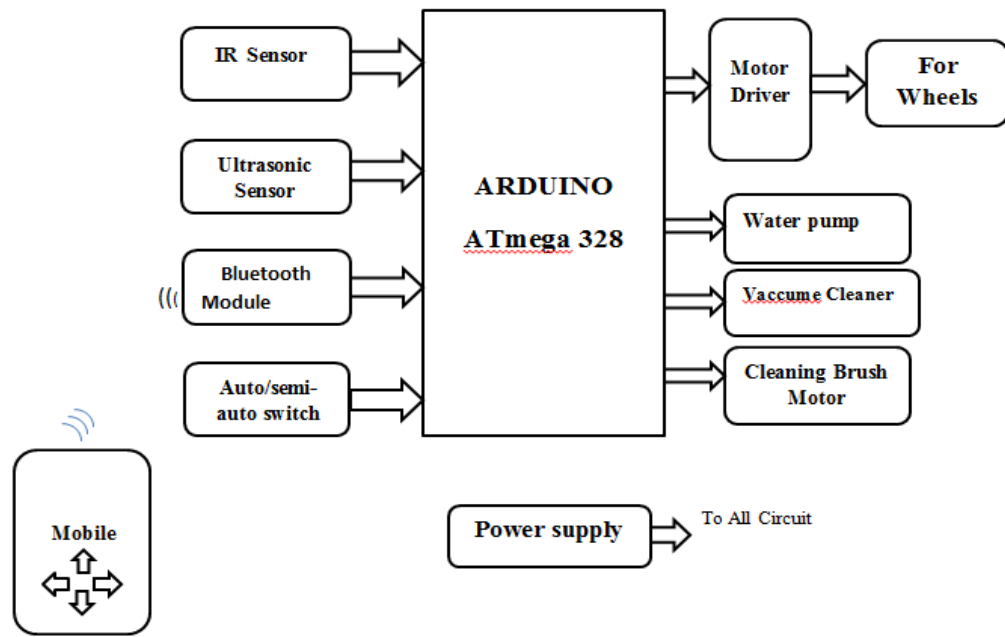 IR Sensor
Ultrasonic
Sensor
Bluetooth
Module
Auto/semi-
auto switch
Mobile
ARDUINO
ATmega 328
Motor
Driver
For
Wheels
Water pump
Vaccume Cleaner
Cleaning Brush
Motor
Power supply
To All Circuit